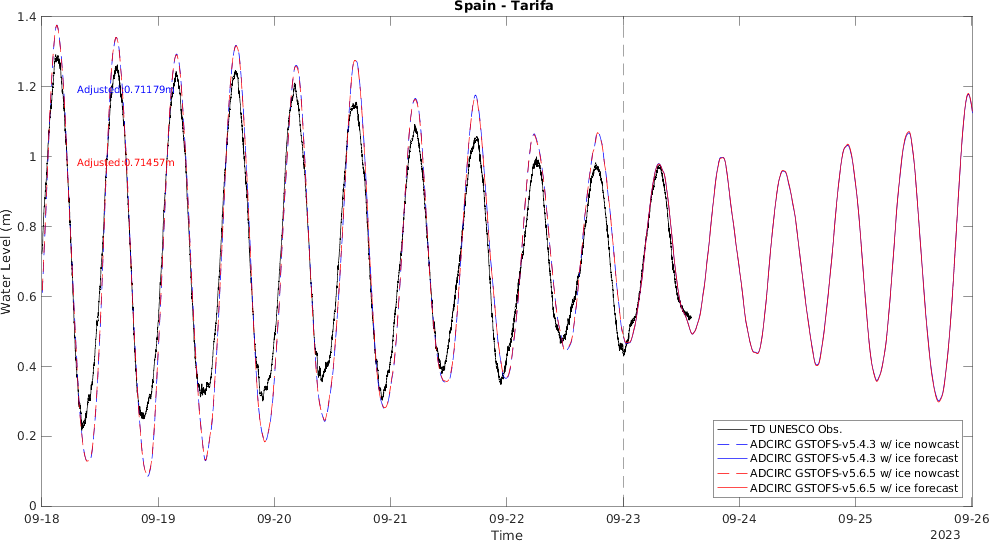 Spain - Tarifa
1.4
1.2
1
0.8
0.6
0.4
0.2
0
Water Level (m)
Adjusted:0.71179m
Adjusted:0.71457m
TD UNESCO Obs.
ADCIRC GSTOFS-v5.4.3 w/ ice nowcast
ADCIRC GSTOFS-v5.4.3 w/ ice forecast
ADCIRC GSTOFS-v5.6.5 w/ ice nowcast
ADCIRC GSTOFS-v5.6.5 w/ ice forecast
09-18 09-19 09-20 09-21 09-22 09-23 09-24 09-25 09-26
Time
2023